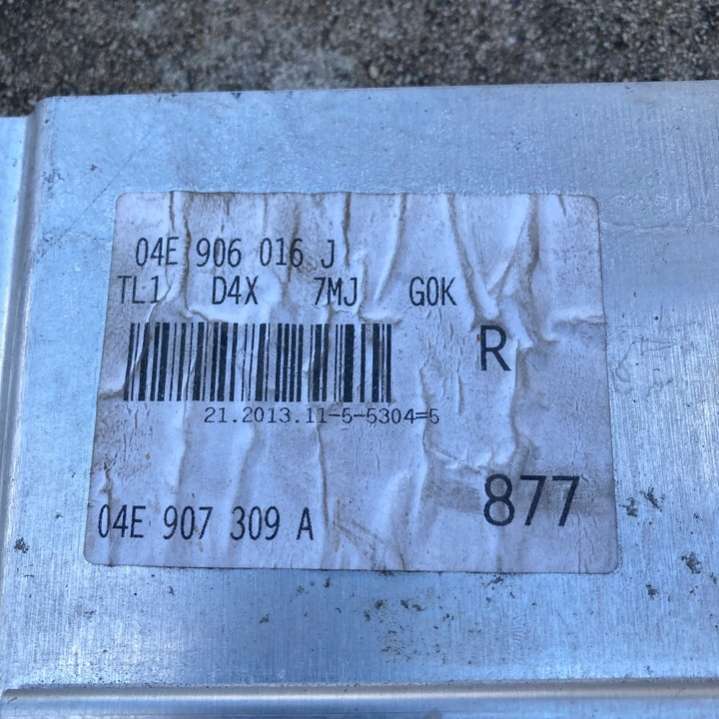 04E 906 016 J
TL1 D4X 7MJ G0K
R
21.2013.11-5-5304=5
877
04E 907 309 A